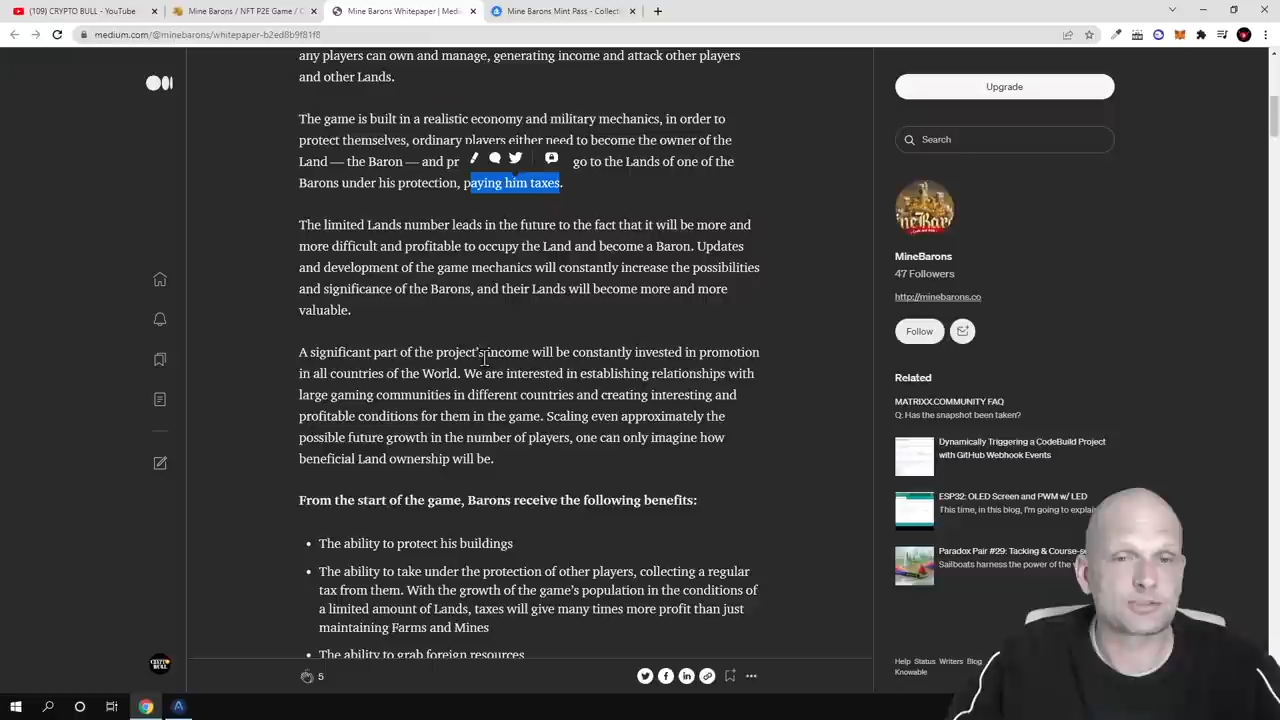 (109) CRYPTO BULL - YouTube
Mine Barons / NFT P2E Game / C
Mine Barons Whitepaper | Medi
Mine Barons Mint Pass - Collecti
medium.com/@minebarons/whitepaper-b2ed8b9f81f8
any players can own and manage, generating income and attack other players
and other Lands.
The game is built in a realistic economy and military mechanics, in order to
protect themselves, ordinary players either need to become the owner of the
Land — the Baron — and pr go to the Lands of one of the
Barons under his protection, paying him taxes.
The limited Lands number leads in the future to the fact that it will be more and
more difficult and profitable to occupy the Land and become a Baron. Updates
and development of the game mechanics will constantly increase the possibilities
and significance of the Barons, and their Lands will become more and more
valuable.
A significant part of the project's income will be constantly invested in promotion
in all countries of the World. We are interested in establishing relationships with
large gaming communities in different countries and creating interesting and
profitable conditions for them in the game. Scaling even approximately the
possible future growth in the number of players, one can only imagine how
beneficial Land ownership will be.
From the start of the game, Barons receive the following benefits:
• The ability to protect his buildings
• The ability to take under the protection of other players, collecting a regular
tax from them. With the growth of the game's population in the conditions of
a limited amount of Lands, taxes will give many times more profit than just
maintaining Farms and Mines
• The ability to grab foreign resources
5
Upgrade
Search
MineBarons
47 Followers
http://minebarons.co
Follow
Related
MATRIXX.COMMUNITY FAQ
Q: Has the snapshot been taken?
Dynamically Triggering a CodeBuild Project
with GitHub Webhook Events
ESP32: OLED Screen and PWM w/ LED
This time, in this blog, I'm going to explai
Paradox Pair #29: Tacking & Course-s
Sailboats harness the power of the
Help Status Writers Blog
Knowable